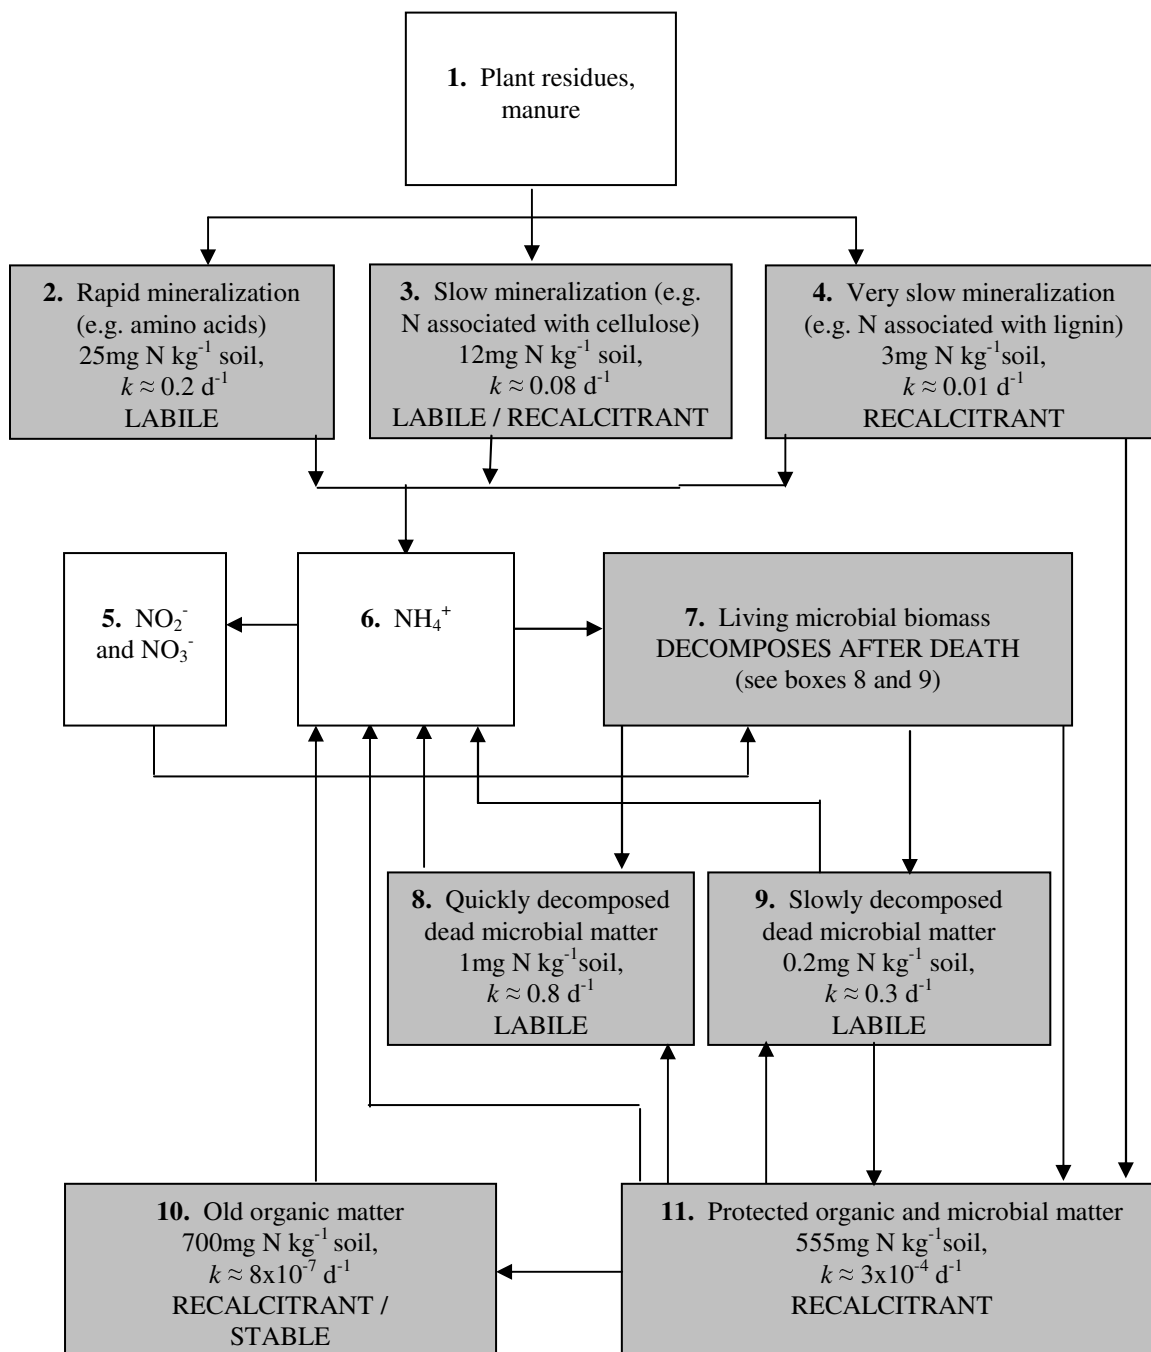 1. Plant residues,
manure
2. Rapid mineralization
(e.g. amino acids)
25mg N kg⁻¹ soil,
k ≈ 0.2 d⁻¹
LABILE
3. Slow mineralization (e.g.
N associated with cellulose)
12mg N kg⁻¹ soil,
k ≈ 0.08 d⁻¹
LABILE / RECALCITRANT
4. Very slow mineralization
(e.g. N associated with lignin)
3mg N kg⁻¹soil,
k ≈ 0.01 d⁻¹
RECALCITRANT
5. NO₂⁻
and NO₃⁻
6. NH₄⁺
7. Living microbial biomass
DECOMPOSES AFTER DEATH
(see boxes 8 and 9)
8. Quickly decomposed
dead microbial matter
1mg N kg⁻¹soil,
k ≈ 0.8 d⁻¹
LABILE
9. Slowly decomposed
dead microbial matter
0.2mg N kg⁻¹ soil,
k ≈ 0.3 d⁻¹
LABILE
10. Old organic matter
700mg N kg⁻¹ soil,
k ≈ 8x10⁻⁷ d⁻¹
RECALCITRANT /
STABLE
11. Protected organic and microbial matter
555mg N kg⁻¹soil,
k ≈ 3x10⁻⁴ d⁻¹
RECALCITRANT